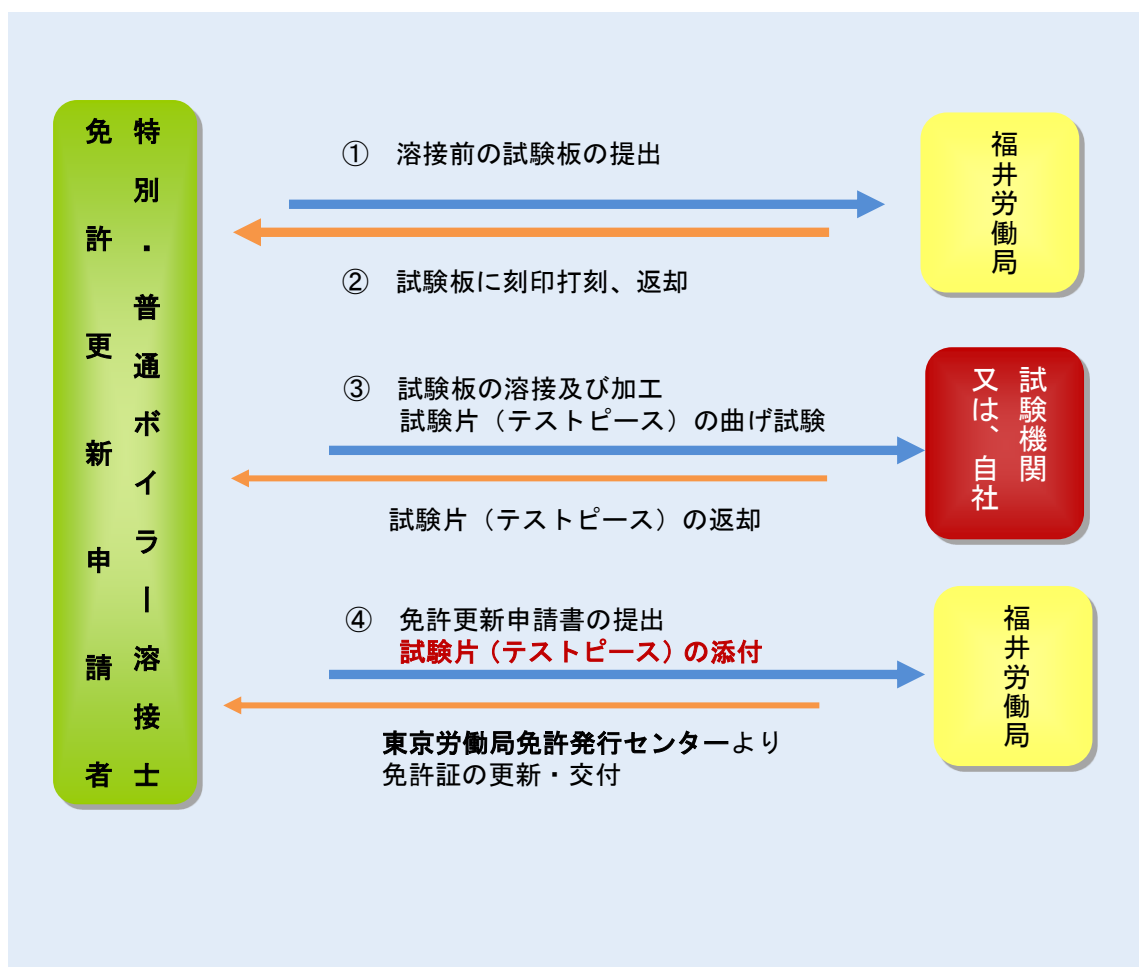 特別・普通ボイラー溶接士
免許更新申請者
① 溶接前の試験板の提出
② 試験板に刻印打刻、返却
福井労働局
③ 試験板の溶接及び加工
試験片（テストピース）の曲げ試験
試験片（テストピース）の返却
試験機関
又は、自社
④ 免許更新申請書の提出
試験片（テストピース）の添付
東京労働局免許発行センターより
免許証の更新・交付
福井労働局